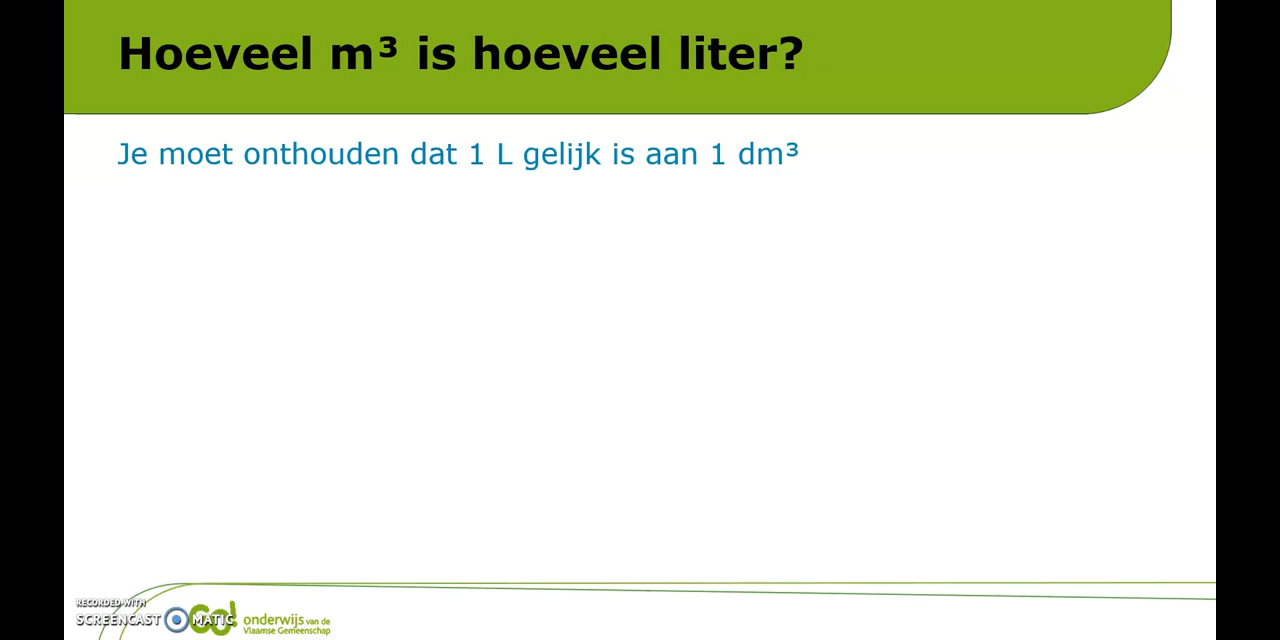 Hoeveel m³ is hoeveel liter?
Je moet onthouden dat 1 L gelijk is aan 1 dm³
RECORDED WITH
SCREENCAST MATIC
GO! onderwijs van de
Vlaamse Gemeenschap